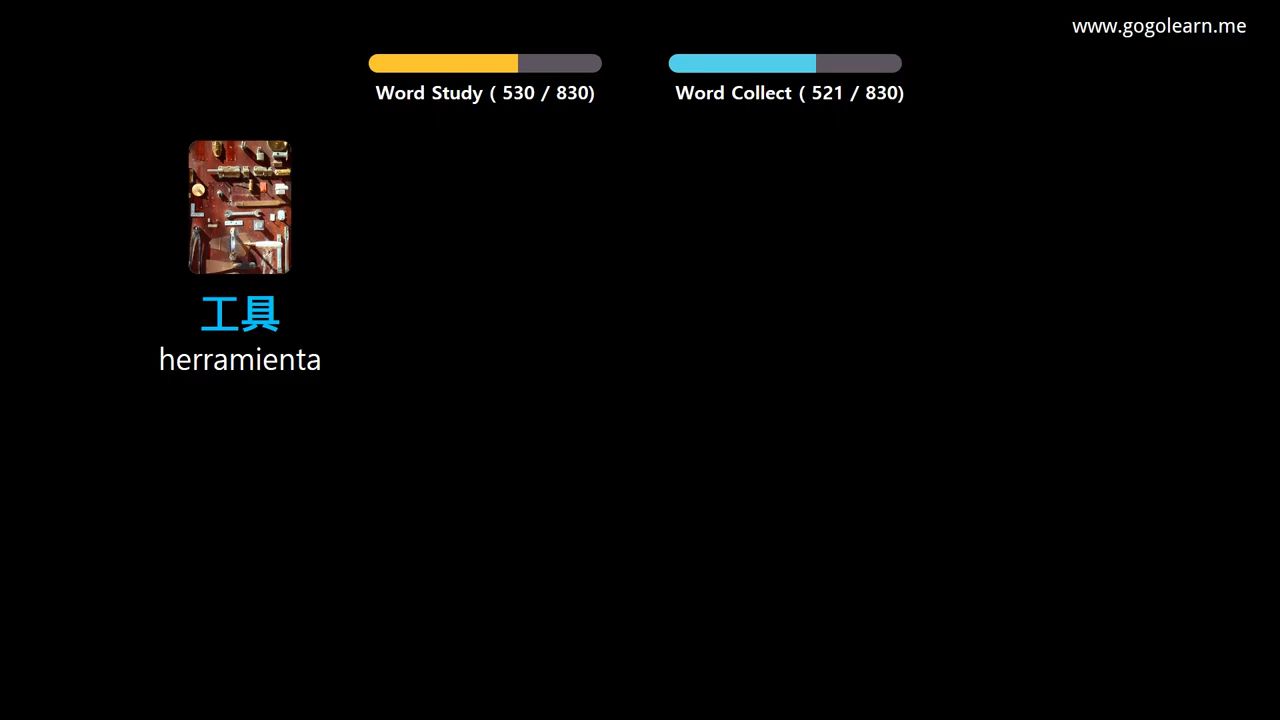 www.gogolearn.me
Word Study ( 530 / 830)
Word Collect ( 521 / 830)
工具
herramienta